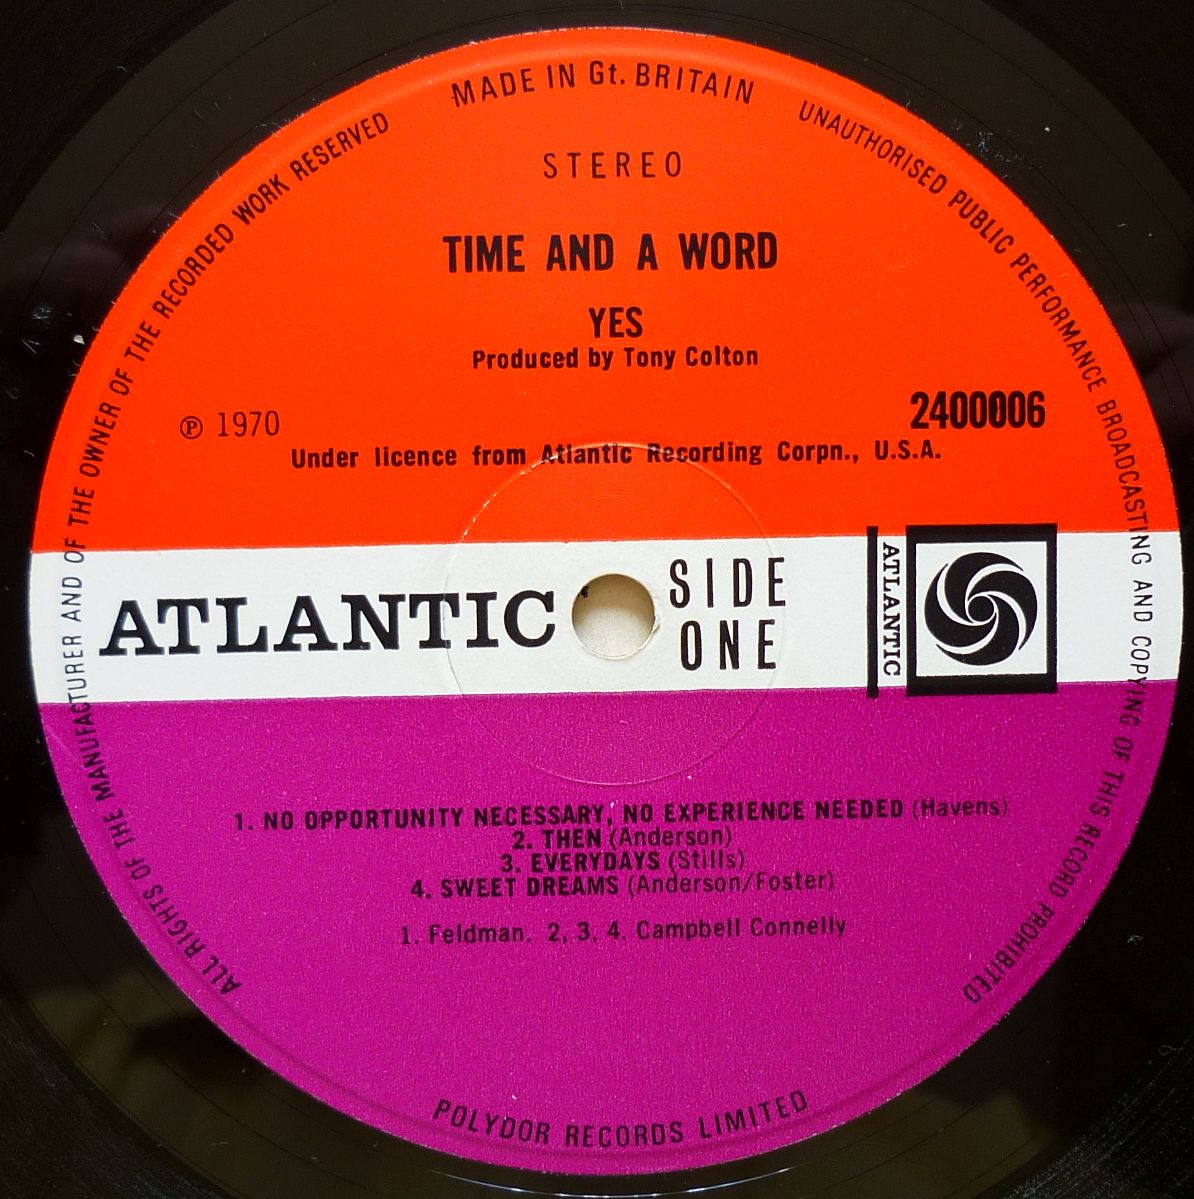 MADE IN Gt. BRITAIN
UNAUTHORISED PUBLIC PERFORMANCE BROADCASTING AND COPYING OF THIS RECORD PROHIBITED
ALL RIGHTS OF THE MANUFACTURER AND OF THE OWNER OF THE RECORDED WORK RESERVED
STEREO
TIME AND A WORD
YES
Produced by Tony Colton
2400006
℗ 1970
Under licence from Atlantic Recording Corpn., U.S.A.
ATLANTIC
SIDE
ONE
ATLANTIC
1. NO OPPORTUNITY NECESSARY, NO EXPERIENCE NEEDED (Havens)
2. THEN (Anderson)
3. EVERYDAYS (Stills)
4. SWEET DREAMS (Anderson/Foster)
1. Feldman. 2, 3, 4. Campbell Connelly
POLYDOR RECORDS LIMITED